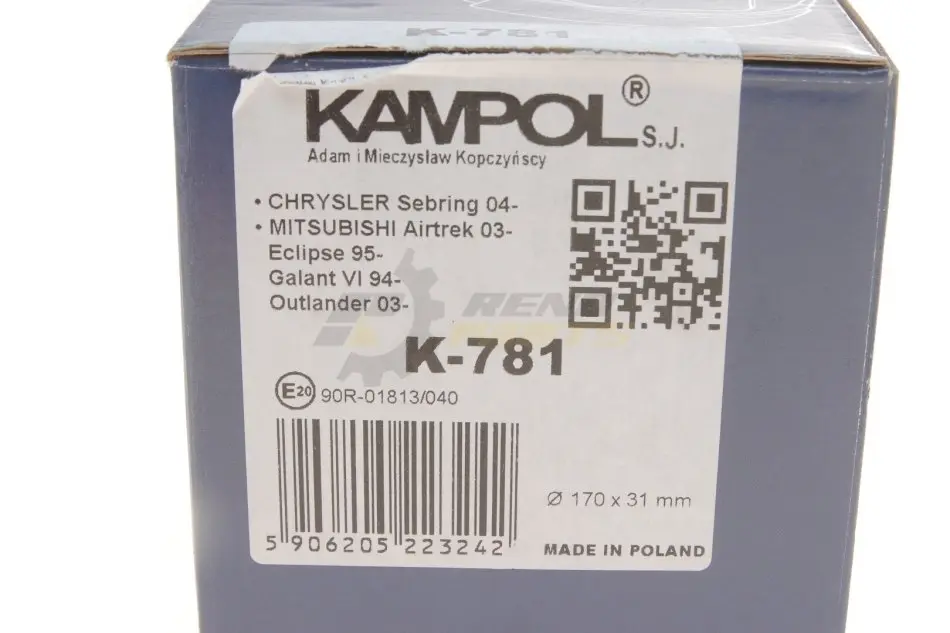 K-781
KAMPOL® S.J.
Adam i Mieczysław Kopczyńscy
• CHRYSLER Sebring 04-
• MITSUBISHI Airtrek 03-
Eclipse 95-
Galant VI 94-
Outlander 03-
K-781
E20 90R-01813/040
Ø 170 x 31 mm
5 906205 223242
MADE IN POLAND